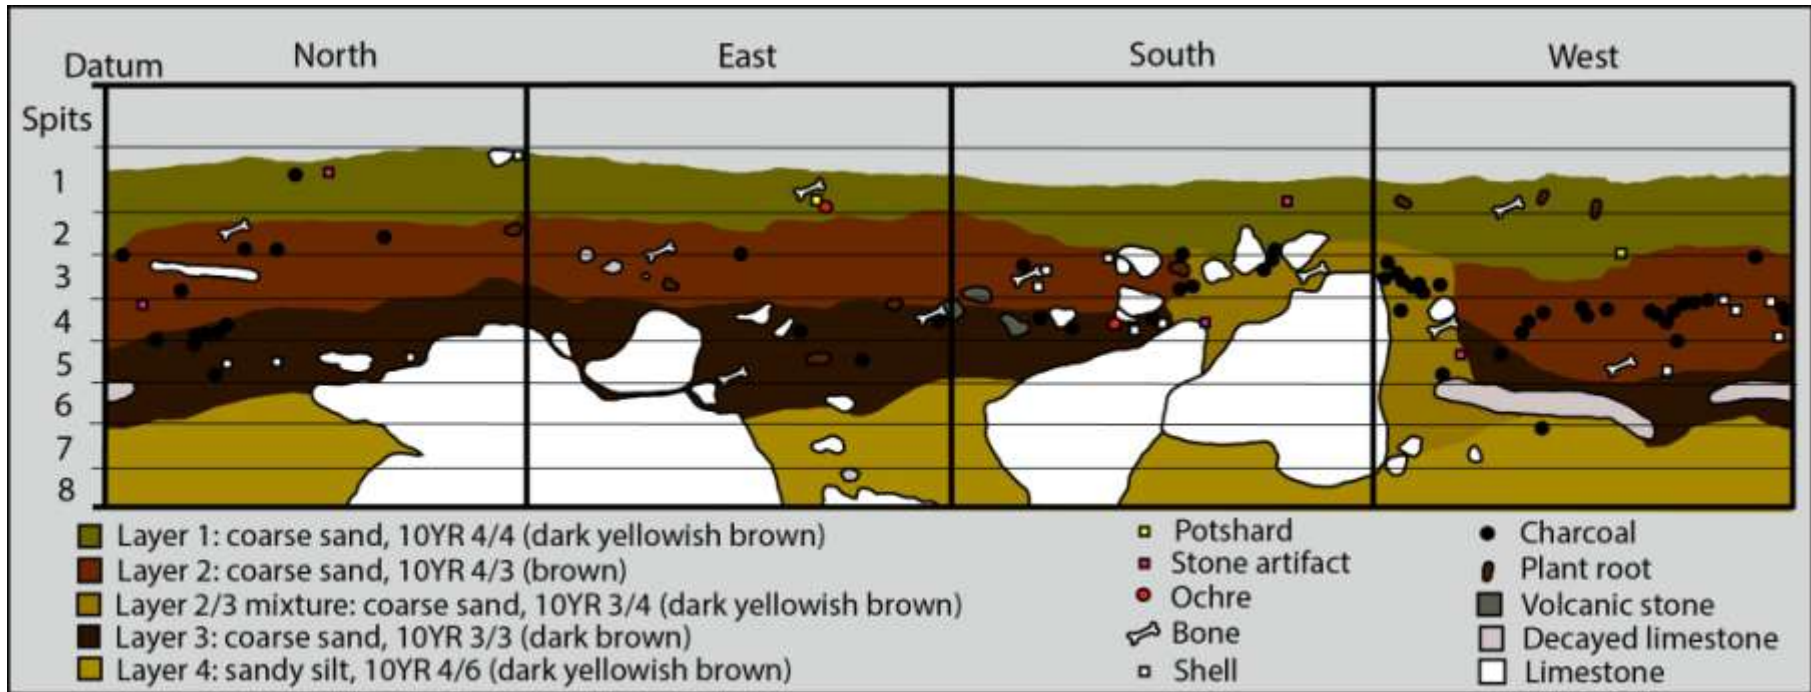 North East South West
Datum
Spits
1
2
3
4
5
6
7
8
Layer 1: coarse sand, 10YR 4/4 (dark yellowish brown)
Layer 2: coarse sand, 10YR 4/3 (brown)
Layer 2/3 mixture: coarse sand, 10YR 3/4 (dark yellowish brown)
Layer 3: coarse sand, 10YR 3/3 (dark brown)
Layer 4: sandy silt, 10YR 4/6 (dark yellowish brown)
Potshard
Stone artifact
Ochre
Bone
Shell
Charcoal
Plant root
Volcanic stone
Decayed limestone
Limestone